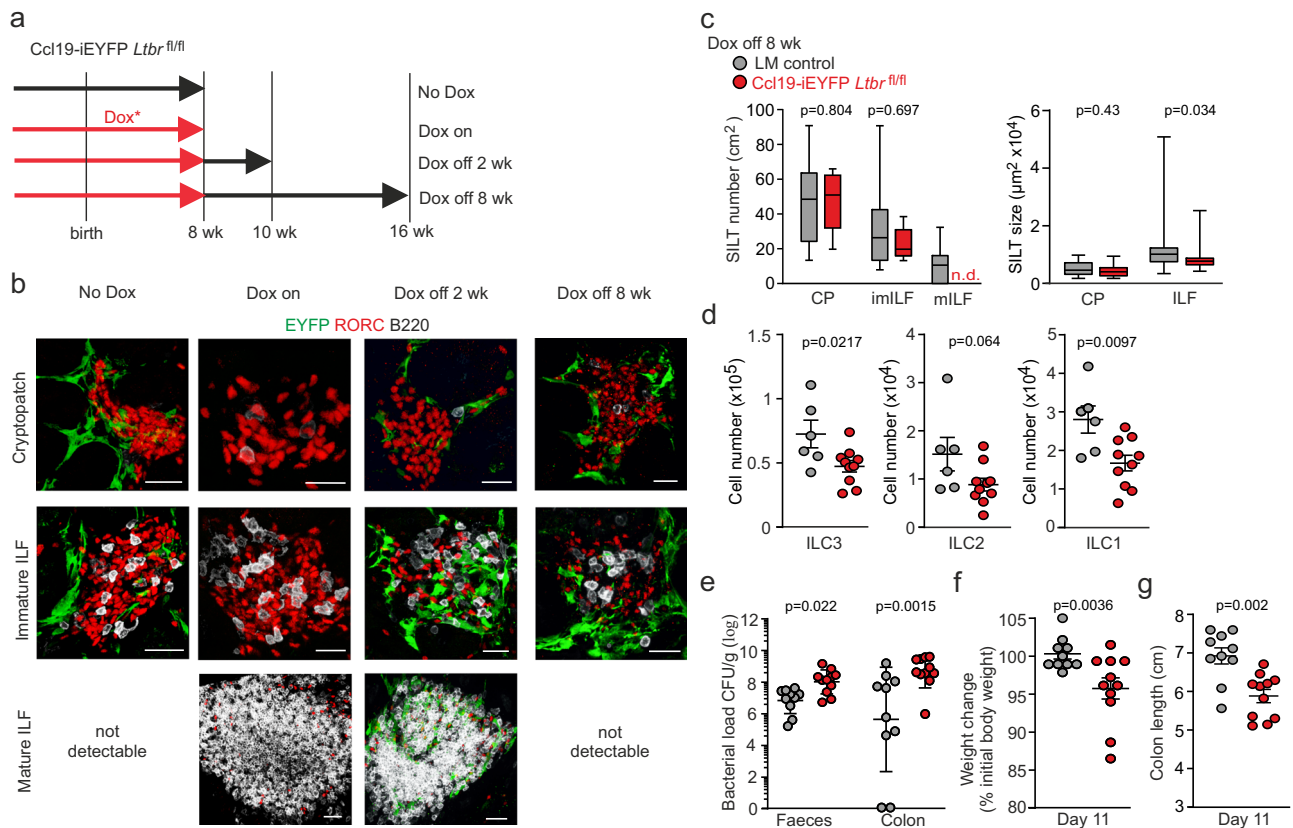 a
Ccl19-iEYFP Ltbr fl/fl
No Dox
Dox*
Dox on
Dox off 2 wk
Dox off 8 wk
birth
8 wk
10 wk
16 wk
b
No Dox
Dox on
Dox off 2 wk
Dox off 8 wk
EYFP RORC B220
Cryptopatch
Immature ILF
Mature ILF
not
detectable
not
detectable
c
Dox off 8 wk
LM control
Ccl19-iEYFP Ltbr fl/fl
SILT number (cm²)
100
80
60
40
20
0
p=0.804
p=0.697
n.d.
CP
imILF
mILF
SILT size (µm² x10⁴)
6
4
2
0
p=0.43
p=0.034
CP
ILF
d
Cell number (x10⁵)
1.5
1
0.5
0
p=0.0217
ILC3
Cell number (x10⁴)
4
3
2
1
0
p=0.064
ILC2
Cell number (x10⁴)
5
4
3
2
1
0
p=0.0097
ILC1
e
Bacterial load CFU/g (log)
12
10
8
6
4
2
0
p=0.022
p=0.0015
Faeces
Colon
f
Weight change
(% initial body weight)
110
105
100
95
90
85
80
p=0.0036
Day 11
g
Colon length (cm)
9
8
7
6
5
4
3
p=0.002
Day 11